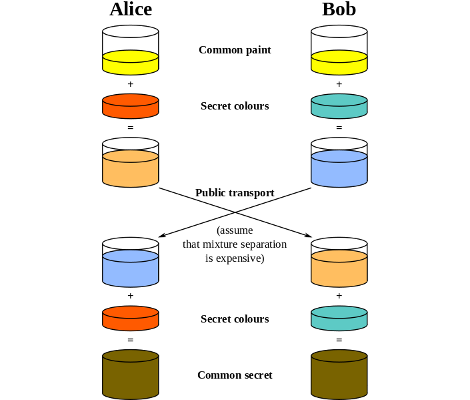 Alice Bob
Common paint
+ +
Secret colours
= =
Public transport
(assume
that mixture separation
is expensive)
+ +
Secret colours
= =
Common secret